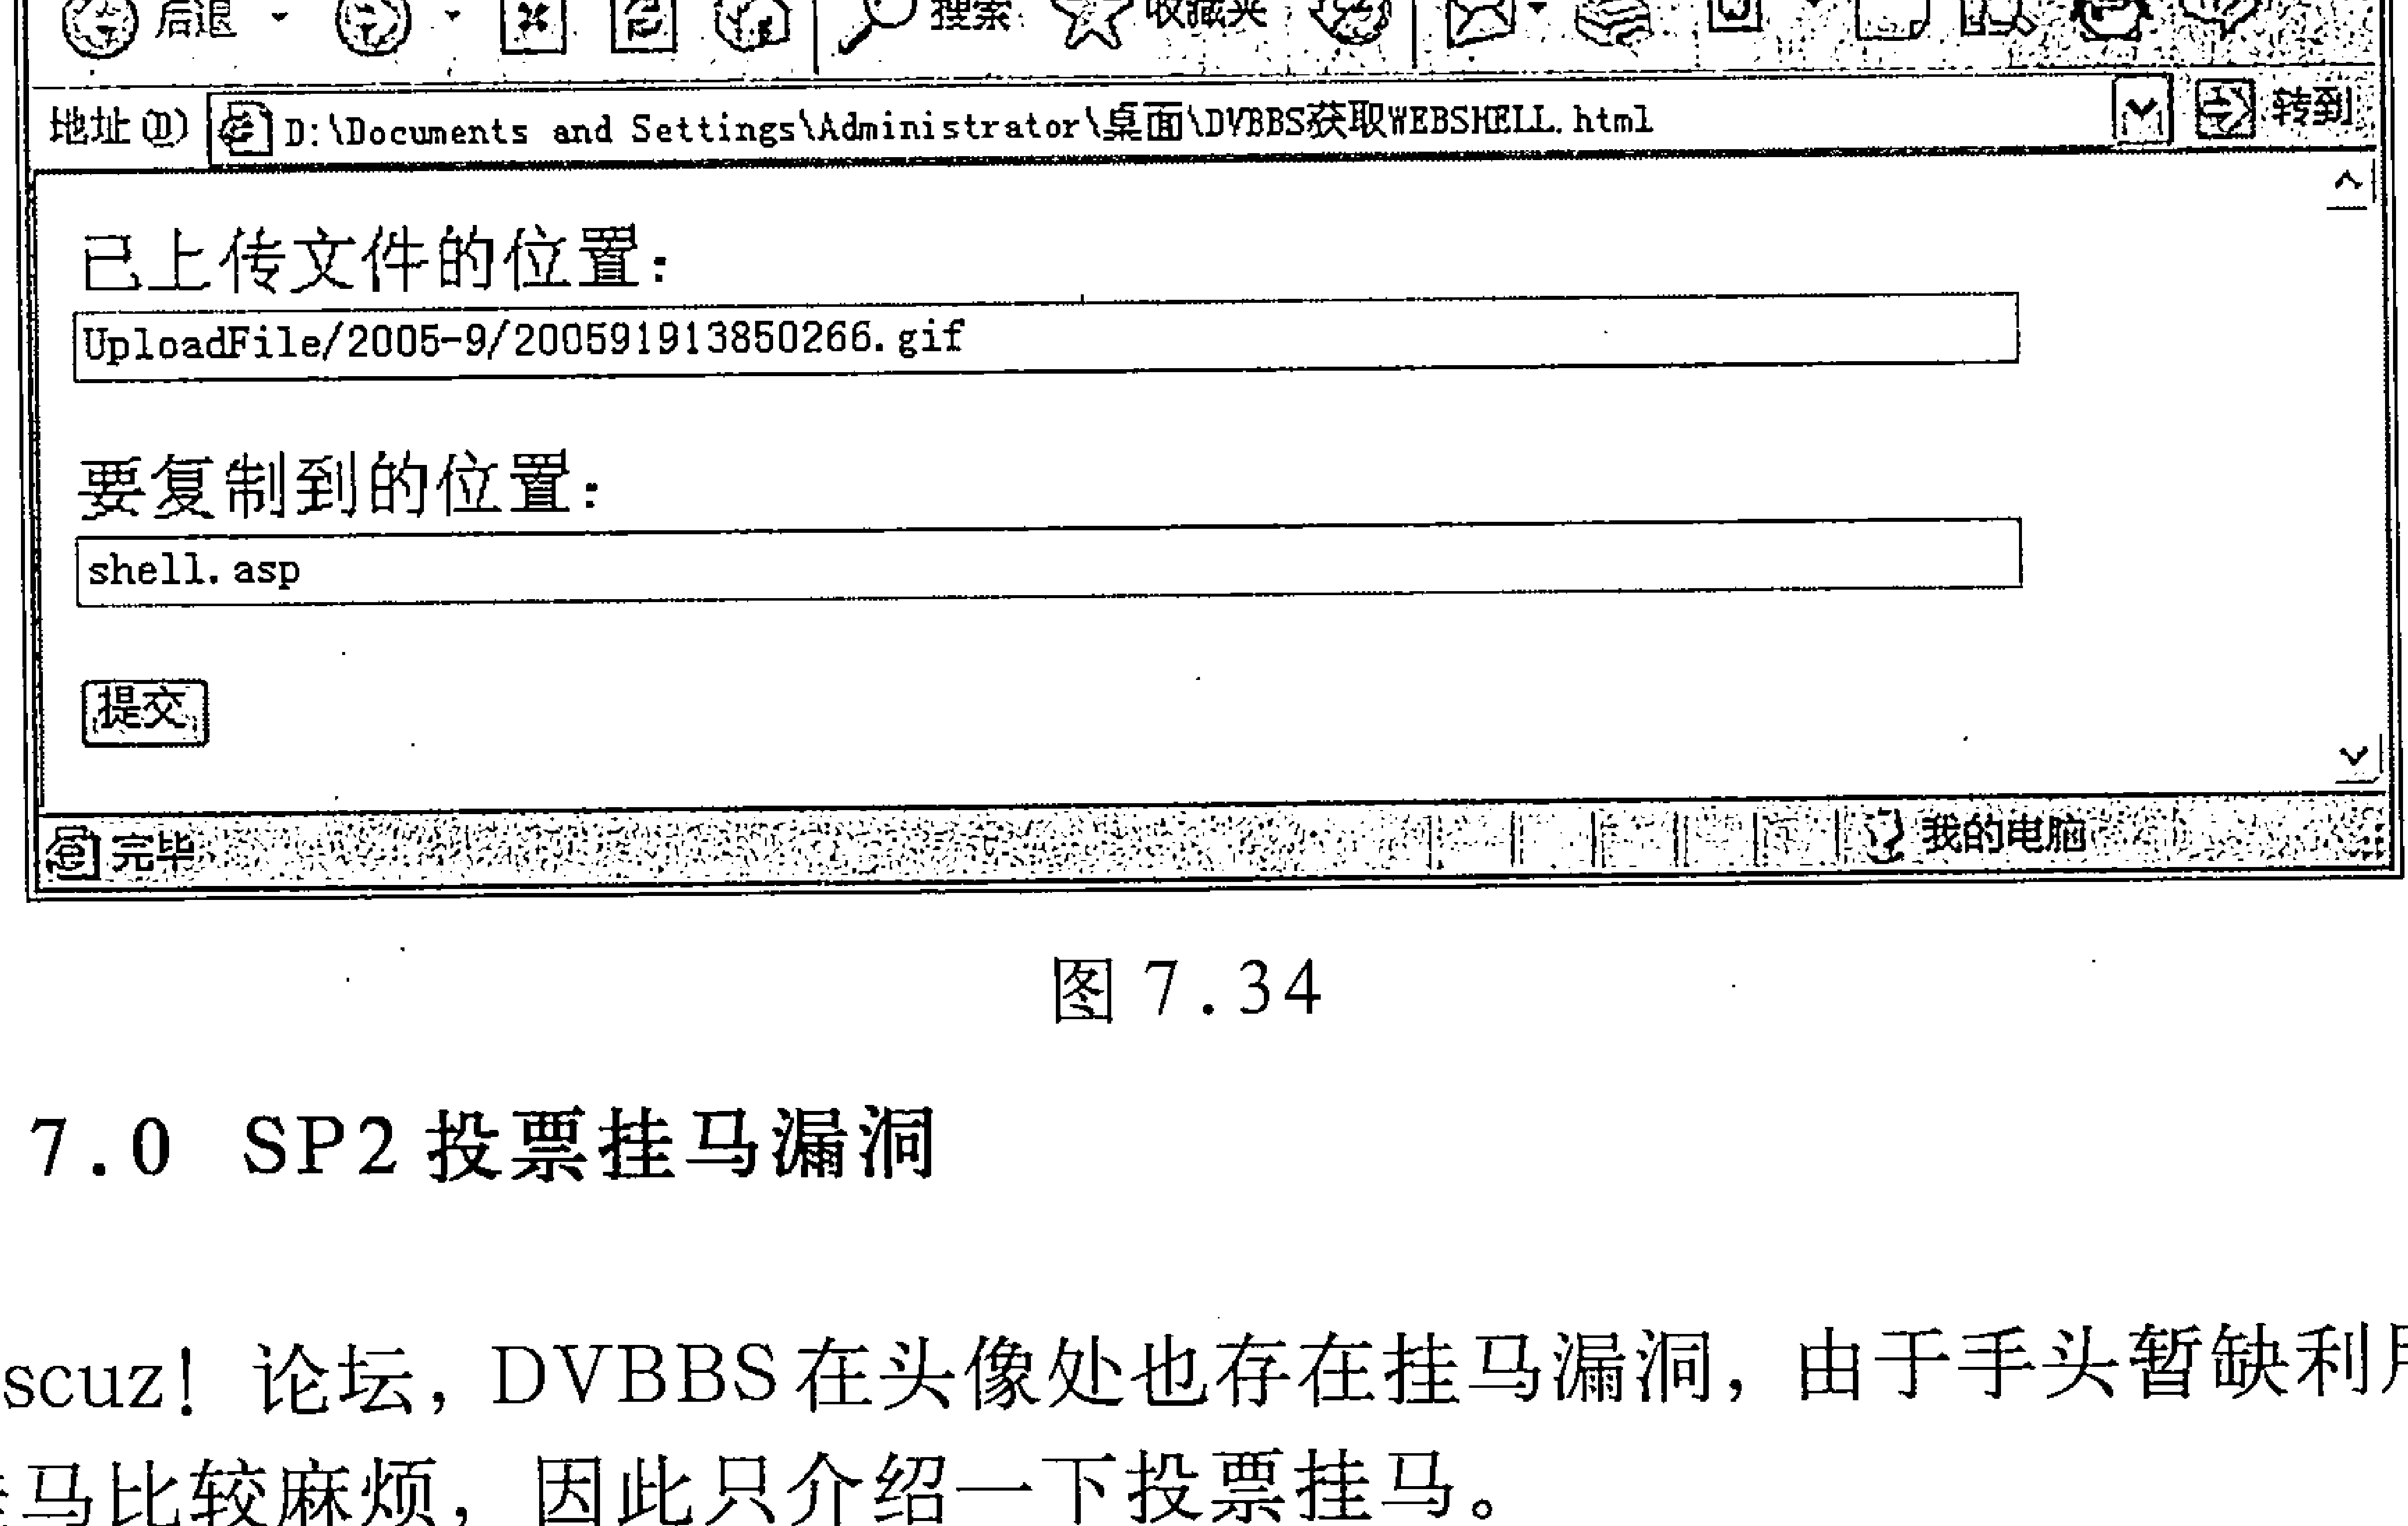 后退 搜索 收藏夹
地址(D) D:\Documents and Settings\Administrator\桌面\DVBBS获取WEBSHELL.html 转到
已上传文件的位置:
UploadFile/2005-9/200591913850266.gif
要复制到的位置:
shell.asp
提交
完毕 我的电脑
图 7.34
7.0 SP2 投票挂马漏洞
scuz! 论坛, DVBBS 在头像处也存在挂马漏洞, 由于手头暂缺利
马比较麻烦, 因此只介绍一下投票挂马。